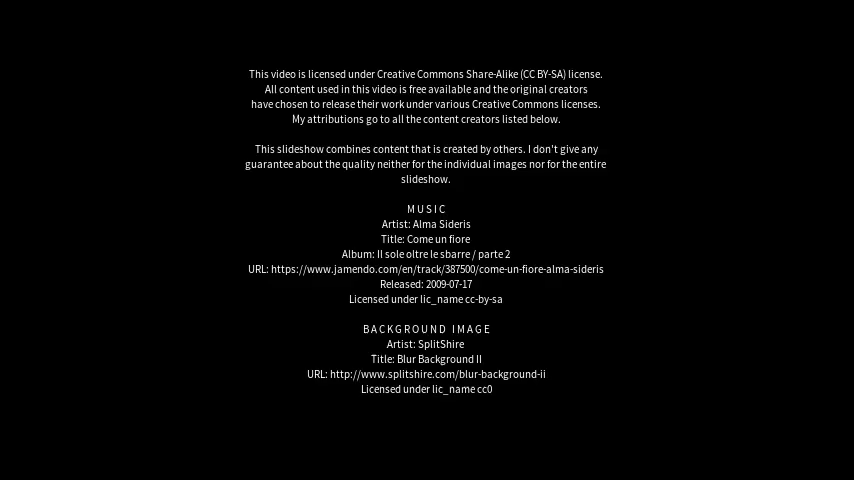 This video is licensed under Creative Commons Share-Alike (CC BY-SA) license.
All content used in this video is free available and the original creators
have chosen to release their work under various Creative Commons licenses.
My attributions go to all the content creators listed below.
This slideshow combines content that is created by others. I don't give any
guarantee about the quality neither for the individual images nor for the entire
slideshow.
MUSIC
Artist: Alma Sideris
Title: Come un fiore
Album: Il sole oltre le sbarre / parte 2
URL: https://www.jamendo.com/en/track/387500/come-un-fiore-alma-sideris
Released: 2009-07-17
Licensed under lic_name cc-by-sa
BACKGROUND IMAGE
Artist: SplitShire
Title: Blur Background II
URL: http://www.splitshire.com/blur-background-ii
Licensed under lic_name cc0